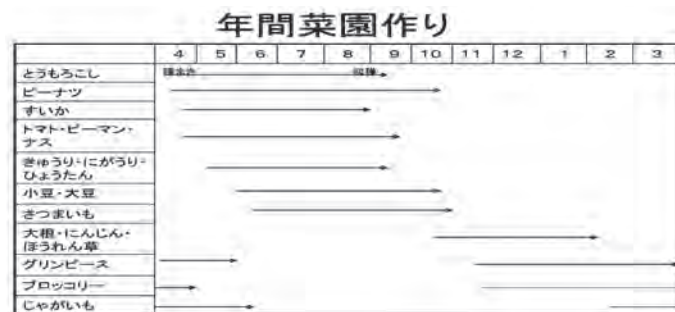 年間菜園作り
4 5 6 7 8 9 10 11 12 1 2 3
とうもろこし 種まき 収穫
ピーナツ
すいか
トマト・ピーマン・
ナス
きゅうり・にがうり・
ひょうたん
小豆・大豆
さつまいも
大根・にんじん・
ほうれん草
グリンピース
ブロッコリー
じゃがいも